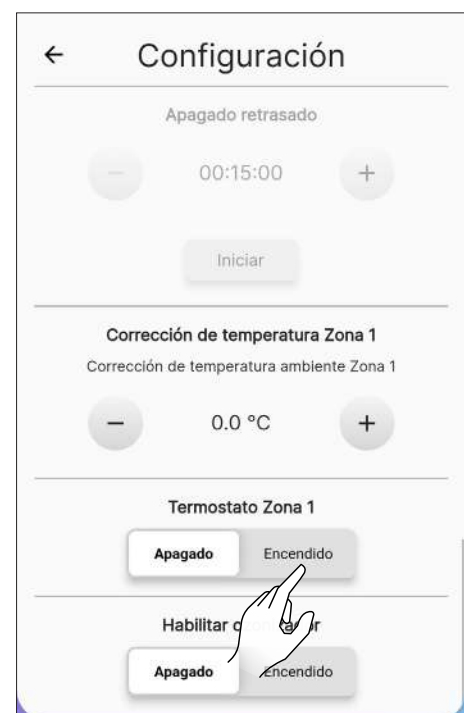 ← Configuración
Apagado retrasado
− 00:15:00 +
Iniciar
Corrección de temperatura Zona 1
Corrección de temperatura ambiente Zona 1
− 0.0 °C +
Termostato Zona 1
Apagado Encendido
Habilitar
Apagado Encendido